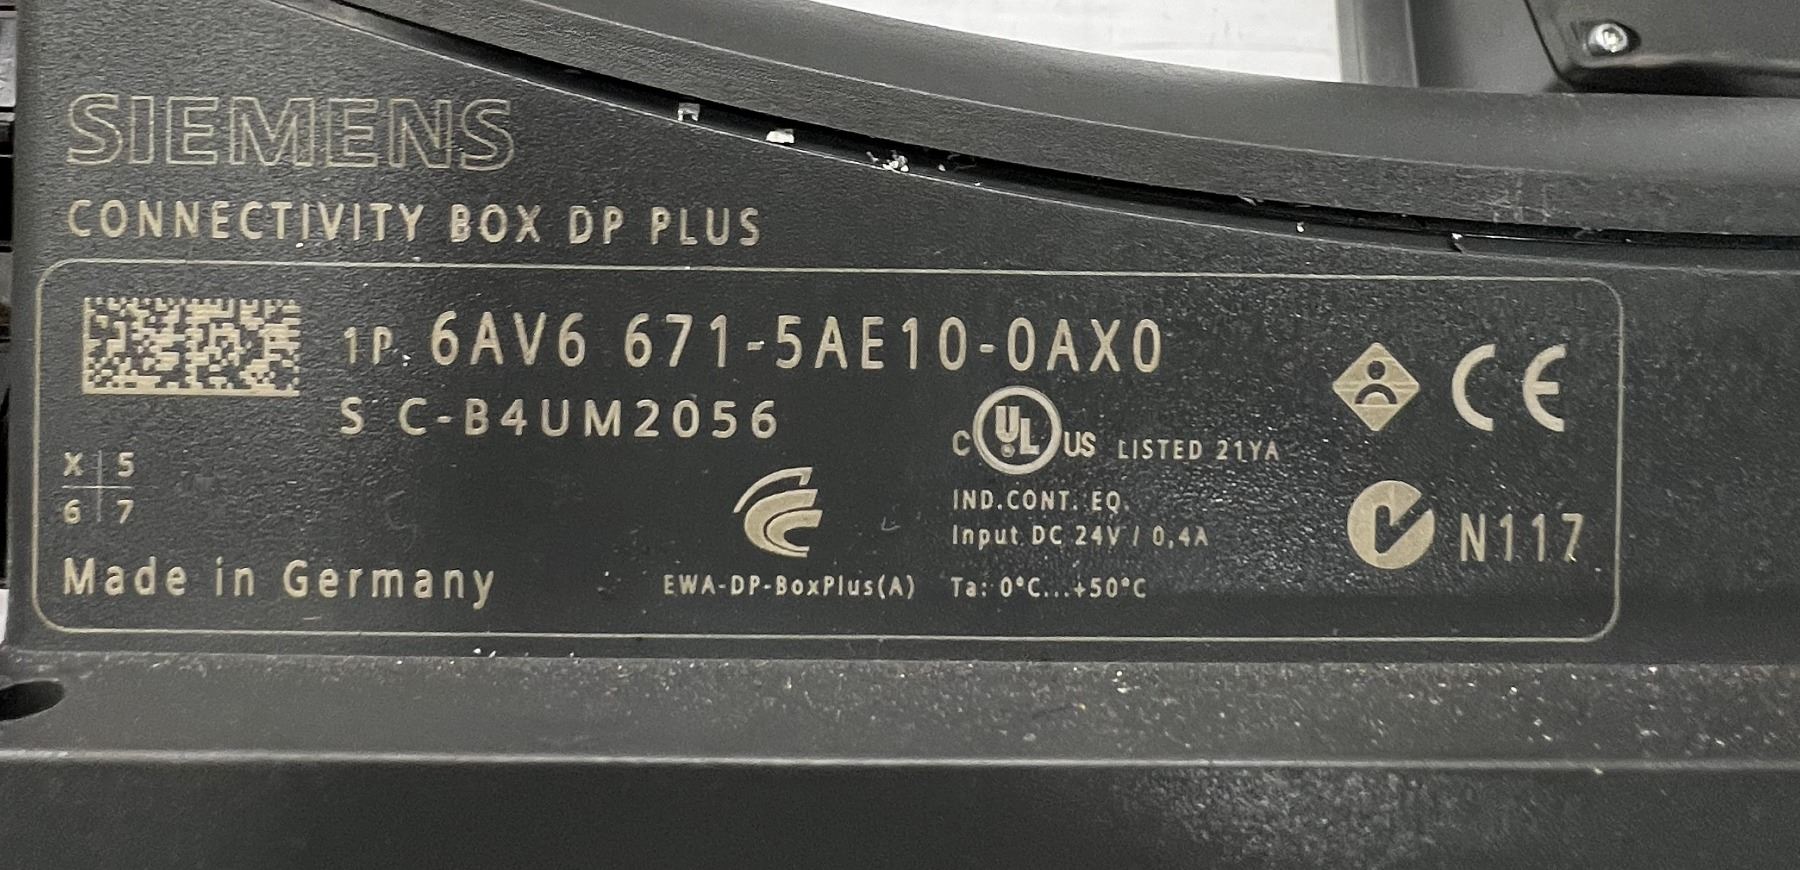 SIEMENS
CONNECTIVITY BOX DP PLUS
1P 6AV6 671-5AE10-0AX0
S C-B4UM2056
C UL US LISTED 21YA
CE
X 5
6 7
IND.CONT. EQ.
Input DC 24V / 0,4A
N117
Made in Germany
EWA-DP-BoxPlus(A)
Ta: 0°C...+50°C